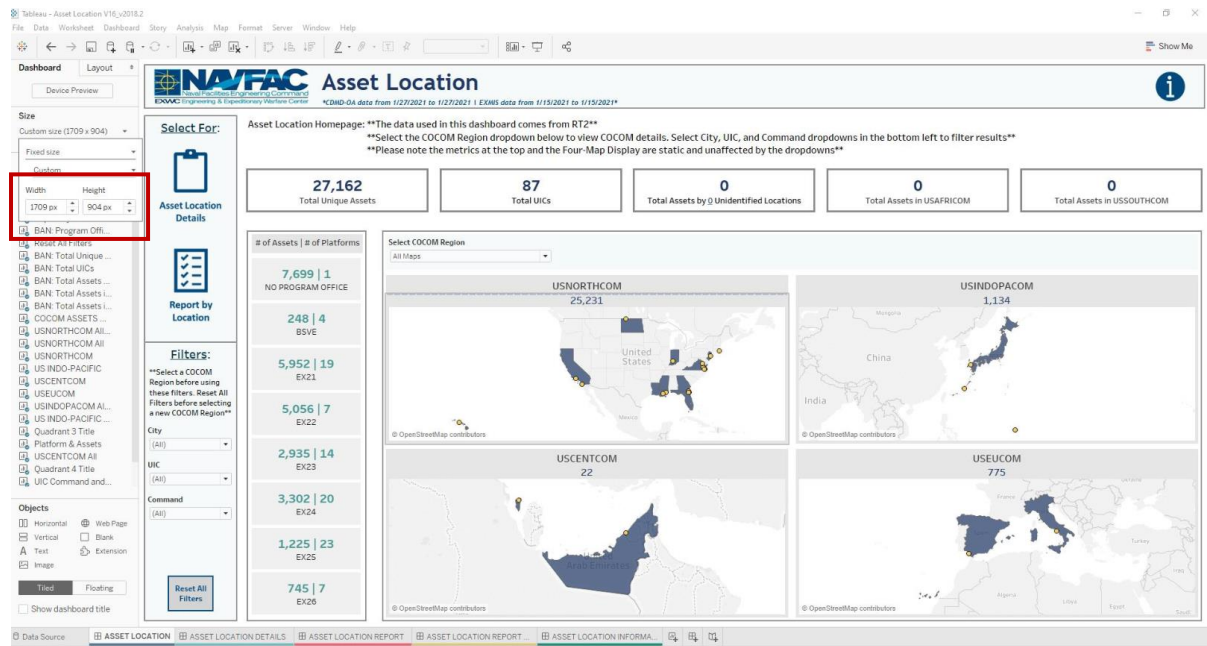 Tableau - Asset Location V16_v2018.2
File Data Worksheet Dashboard Story Analysis Map Format Server Window Help
Show Me
Dashboard Layout
Device Preview
Size
Custom size (1709 x 904)
Fixed size
Custom
Width Height
1709 px 904 px
BAN: Program Offi...
Reset All Filters
BAN: Total Unique ...
BAN: Total UICs
BAN: Total Assets ...
BAN: Total Assets i...
BAN: Total Assets i...
COCOM ASSETS ...
USNORTHCOM All...
USNORTHCOM All
USNORTHCOM
US INDO-PACIFIC
USCENTCOM
USEUCOM
USINDOPACOM Al...
US INDO-PACIFIC ...
Quadrant 3 Title
Platform & Assets
USCENTCOM All
Quadrant 4 Title
UIC Command and...
Objects
Horizontal Web Page
Vertical Blank
Text Extension
Image
Tiled Floating
Show dashboard title
NAVFAC
Naval Facilities Engineering Command
EXWC Engineering & Expeditionary Warfare Center
Asset Location
*CDMD-OA data from 1/27/2021 to 1/27/2021 | EXMIS data from 1/15/2021 to 1/15/2021*
i
Select For:
Asset Location
Details
Report by
Location
Filters:
**Select a COCOM
Region before using
these filters. Reset All
Filters before selecting
a new COCOM Region**
City
(All)
UIC
(All)
Command
(All)
Reset All
Filters
Asset Location Homepage: **The data used in this dashboard comes from RT2**
**Select the COCOM Region dropdown below to view COCOM details. Select City, UIC, and Command dropdowns in the bottom left to filter results**
**Please note the metrics at the top and the Four-Map Display are static and unaffected by the dropdowns**
27,162
Total Unique Assets
87
Total UICs
0
Total Assets by 0 Unidentified Locations
0
Total Assets in USAFRICOM
0
Total Assets in USSOUTHCOM
# of Assets | # of Platforms
7,699 | 1
NO PROGRAM OFFICE
248 | 4
BSVE
5,952 | 19
EX21
5,056 | 7
EX22
2,935 | 14
EX23
3,302 | 20
EX24
1,225 | 23
EX25
745 | 7
EX26
Select COCOM Region
All Maps
USNORTHCOM
25,231
United
States
Mexico
© OpenStreetMap contributors
USINDOPACOM
1,134
Mongolia
China
India
© OpenStreetMap contributors
USCENTCOM
22
Arab Emirates
© OpenStreetMap contributors
USEUCOM
775
France
Turkey
Iraq
Algeria
Libya
Egypt
Saudi
© OpenStreetMap contributors
Data Source ASSET LOCATION ASSET LOCATION DETAILS ASSET LOCATION REPORT ASSET LOCATION REPORT ... ASSET LOCATION INFORMA...